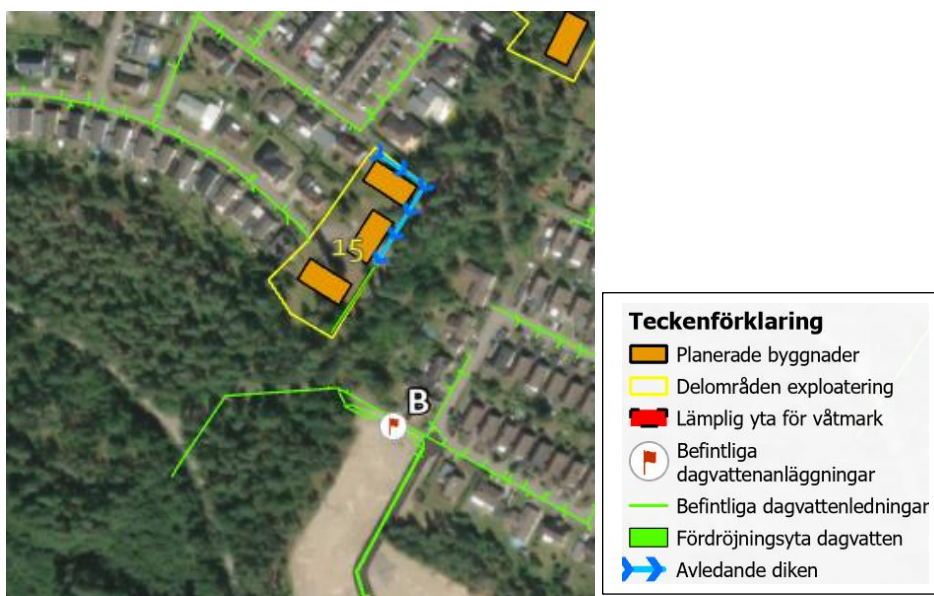 15
B
Teckenförklaring
Planerade byggnader
Delområden exploatering
Lämplig yta för våtmark
Befintliga
dagvattenanläggningar
Befintliga dagvattenledningar
Fördröjningsyta dagvatten
Avledande diken